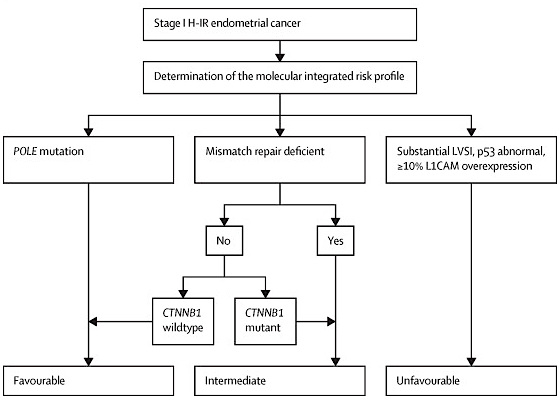 Stage I H-IR endometrial cancer
Determination of the molecular integrated risk profile
POLE mutation
Mismatch repair deficient
Substantial LVSI, p53 abnormal,
≥10% L1CAM overexpression
No
Yes
CTNNB1
wildtype
CTNNB1
mutant
Favourable
Intermediate
Unfavourable